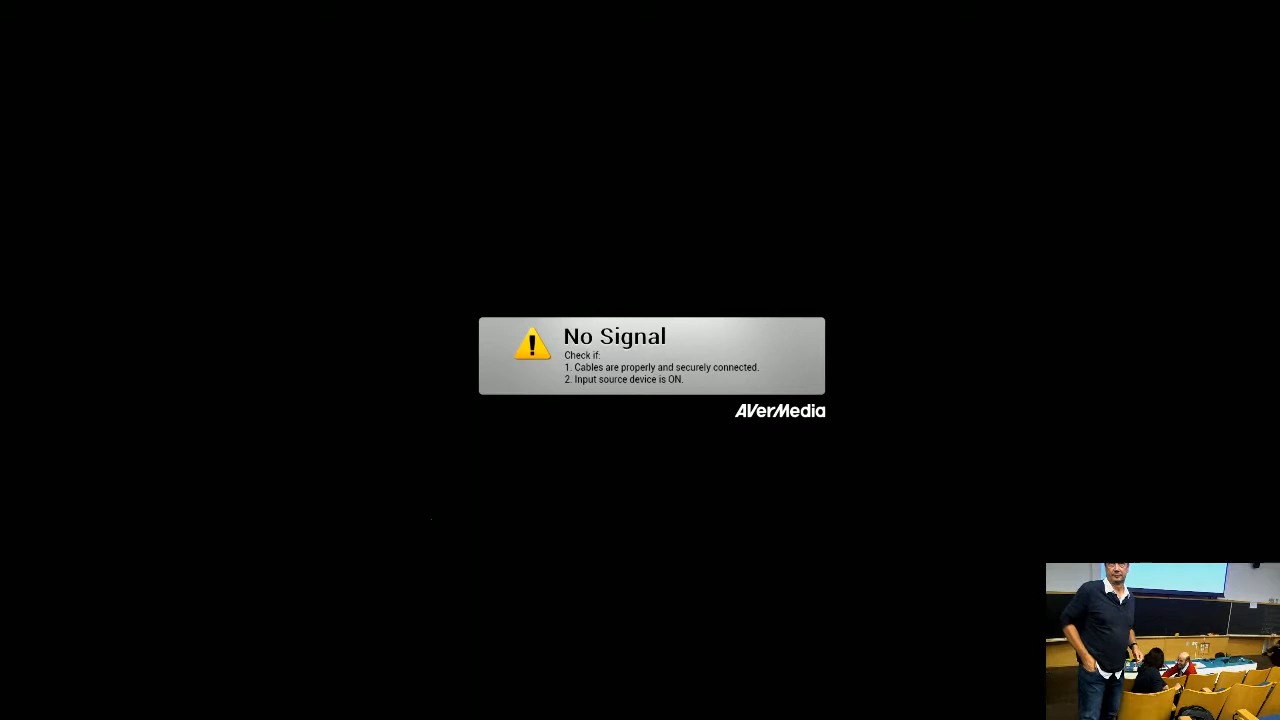 No Signal
Check if:
1. Cables are properly and securely connected.
2. Input source device is ON.
AVerMedia